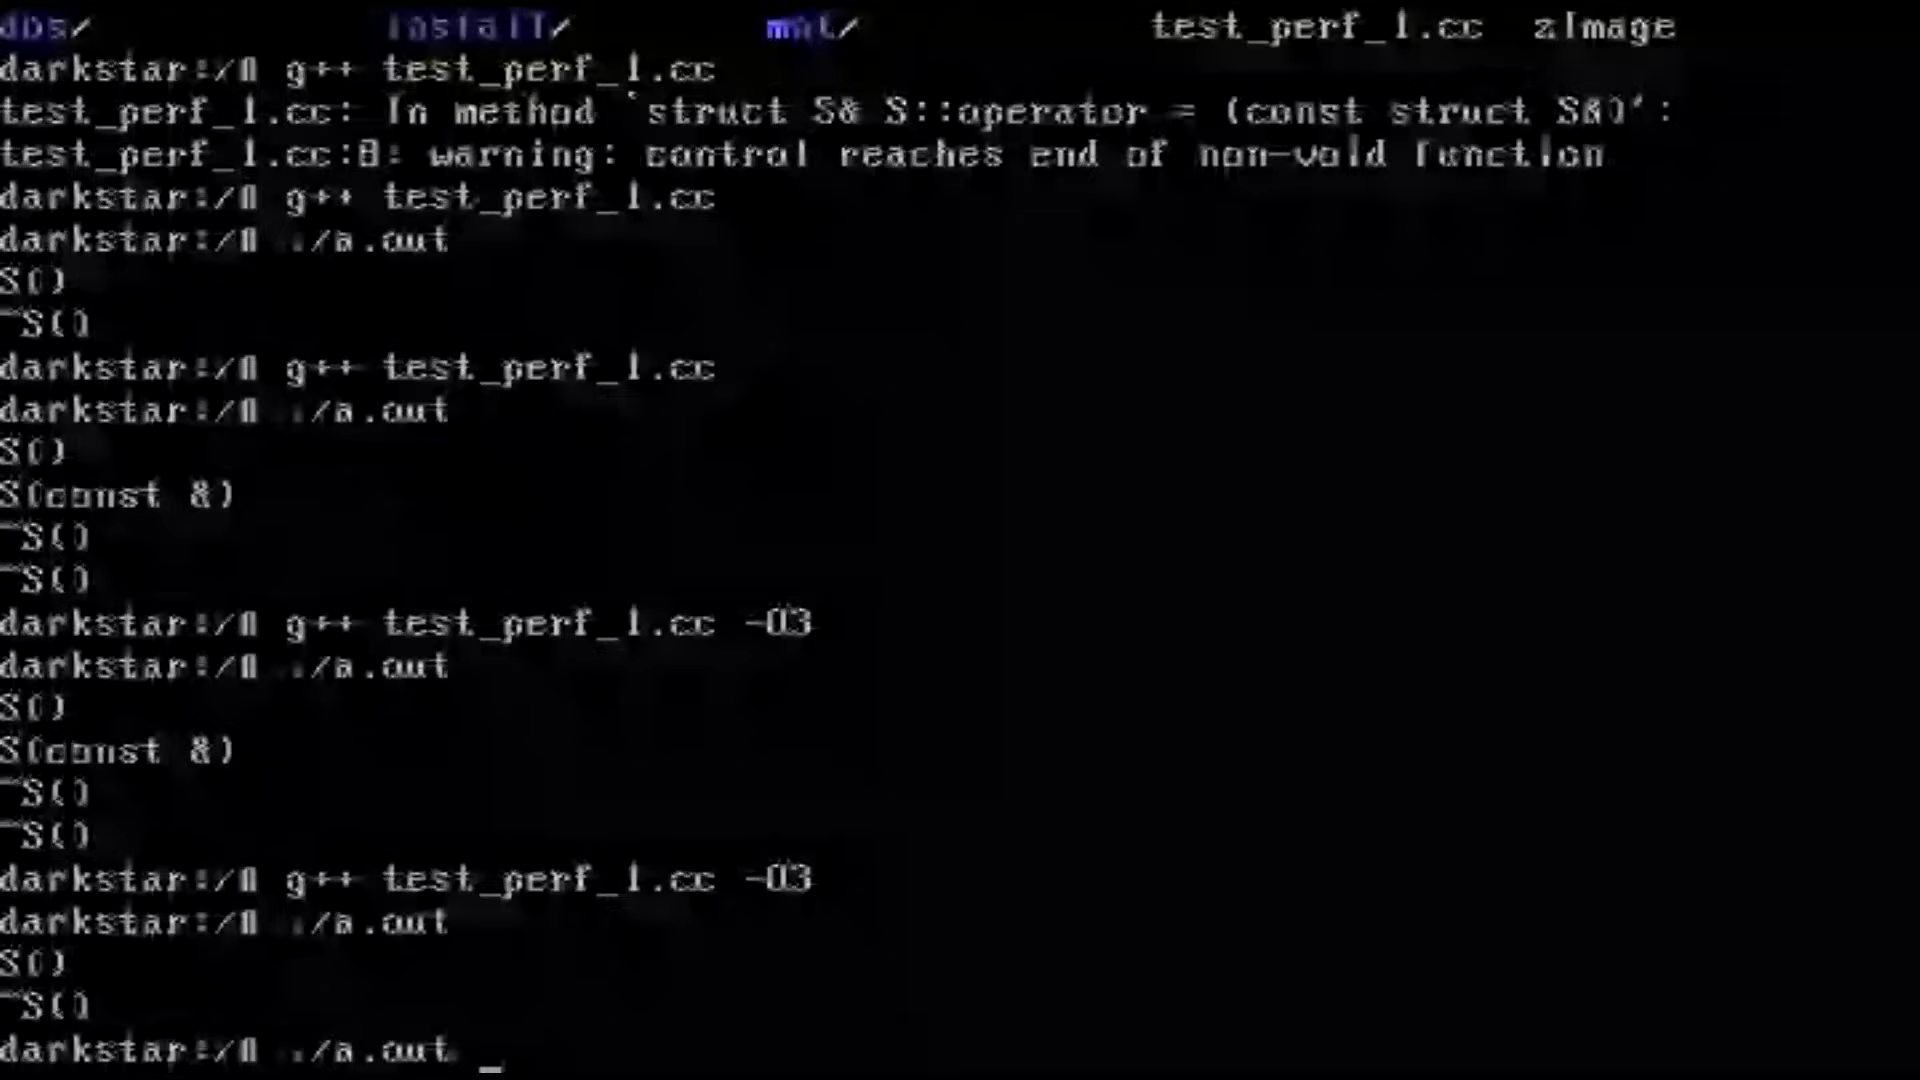 dos/ install/ mnt/ test_perf_1.cc zImage
darkstar:/# g++ test_perf_1.cc
test_perf_1.cc: In method `struct S& S::operator = (const struct S&)':
test_perf_1.cc:8: warning: control reaches end of non-void function
darkstar:/# g++ test_perf_1.cc
darkstar:/# ./a.out
S()
~S()
darkstar:/# g++ test_perf_1.cc
darkstar:/# ./a.out
S()
S(const &)
~S()
~S()
darkstar:/# g++ test_perf_1.cc -O3
darkstar:/# ./a.out
S()
S(const &)
~S()
~S()
darkstar:/# g++ test_perf_1.cc -O3
darkstar:/# ./a.out
S()
~S()
darkstar:/# ./a.out _